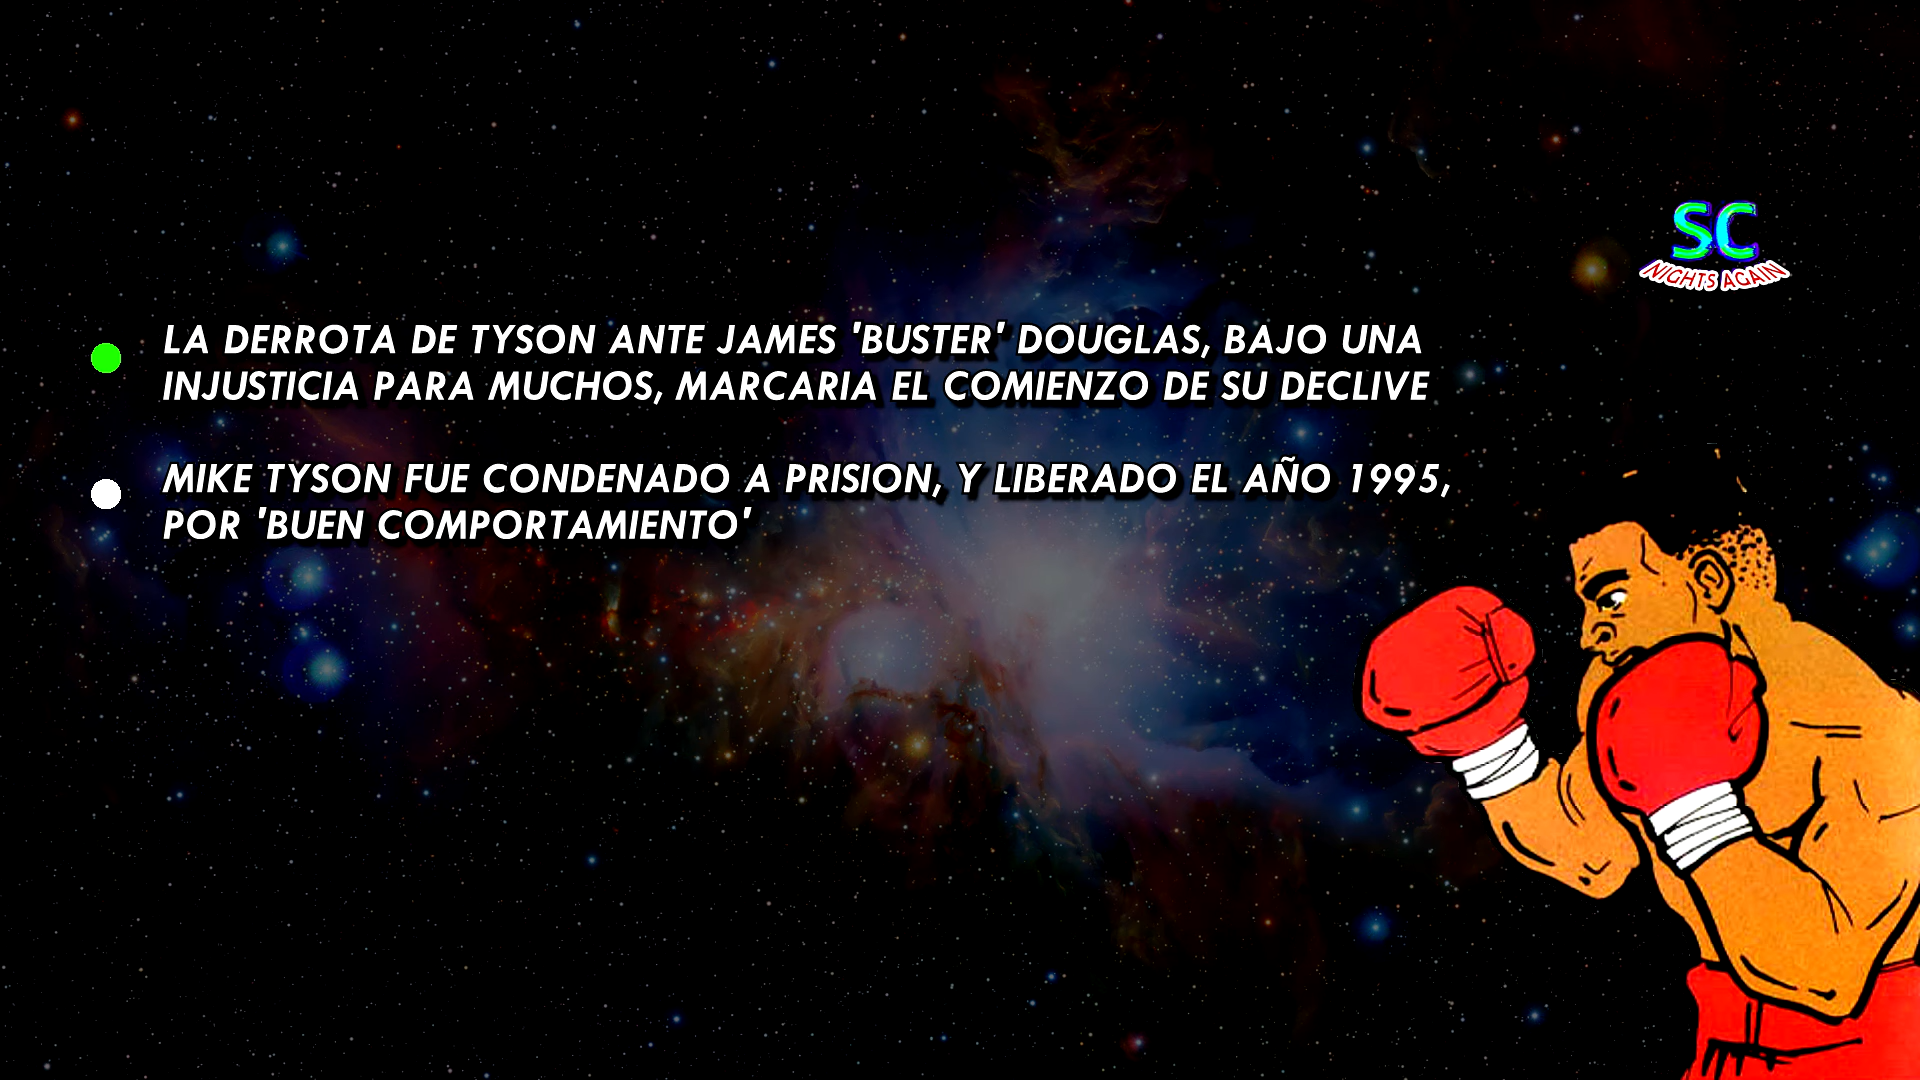 SC
NIGHTS AGAIN
LA DERROTA DE TYSON ANTE JAMES 'BUSTER' DOUGLAS, BAJO UNA
INJUSTICIA PARA MUCHOS, MARCARIA EL COMIENZO DE SU DECLIVE
MIKE TYSON FUE CONDENADO A PRISION, Y LIBERADO EL AÑO 1995,
POR 'BUEN COMPORTAMIENTO'